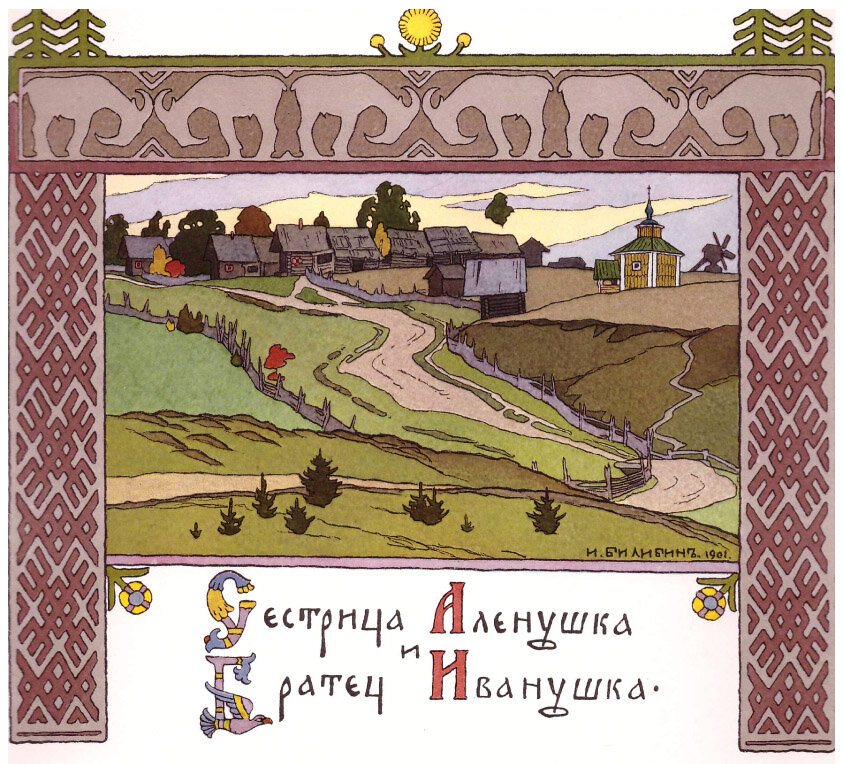 И. БИЛИБИНЪ. 1901.
Сестрица Аленушка
и
Братец Иванушка.